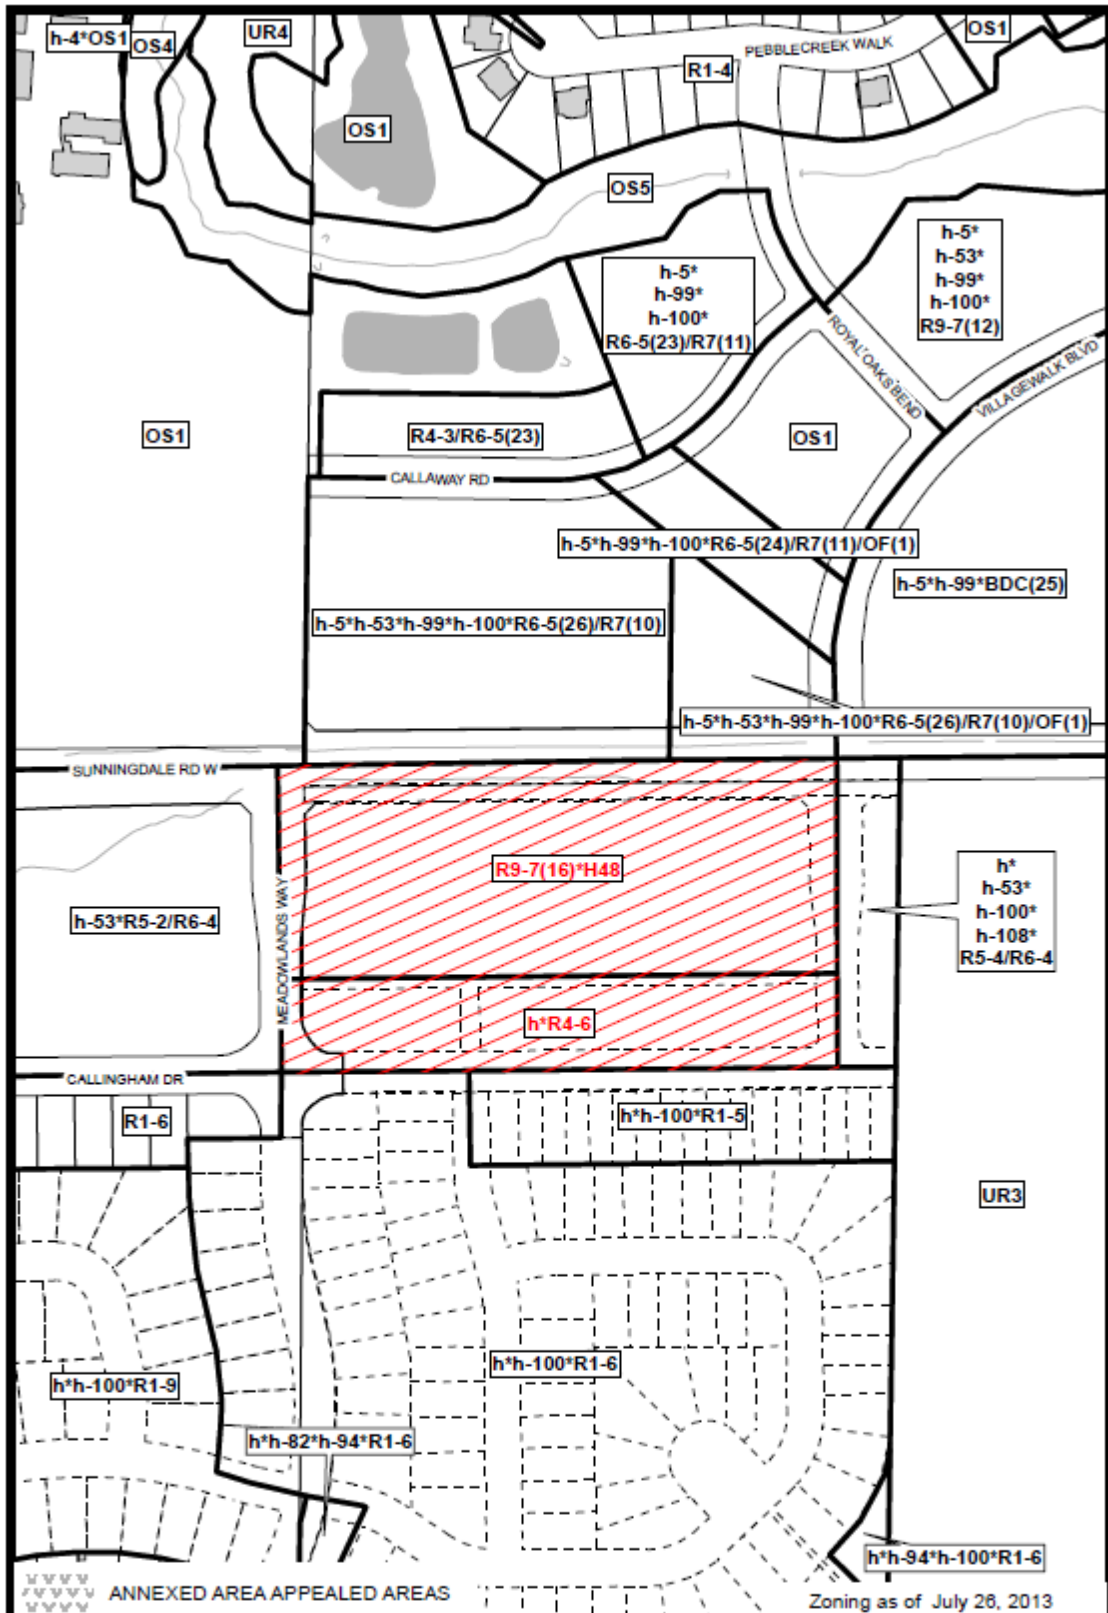 h-4*OS1
OS4
UR4
OS1
PEBBLECREEK WALK
R1-4
OS1
OS5
h-5*
h-53*
h-99*
h-100*
R9-7(12)
h-5*
h-99*
h-100*
R6-5(23)/R7(11)
ROYAL OAKS BEND
VILLAGEWALK BLVD
OS1
R4-3/R6-5(23)
OS1
CALLAWAY RD
h-5*h-99*h-100*R6-5(24)/R7(11)/OF(1)
h-5*h-99*BDC(25)
h-5*h-53*h-99*h-100*R6-5(26)/R7(10)
h-5*h-53*h-99*h-100*R6-5(26)/R7(10)/OF(1)
SUNNINGDALE RD W
R9-7(16)*H48
h*
h-53*
h-100*
h-108*
R5-4/R6-4
h-53*R5-2/R6-4
MEADOWLANDS WAY
h*R4-6
CALLINGHAM DR
R1-6
h*h-100*R1-5
UR3
h*h-100*R1-6
h*h-100*R1-9
h*h-82*h-94*R1-6
h*h-94*h-100*R1-6
ANNEXED AREA APPEALED AREAS
Zoning as of July 26, 2013